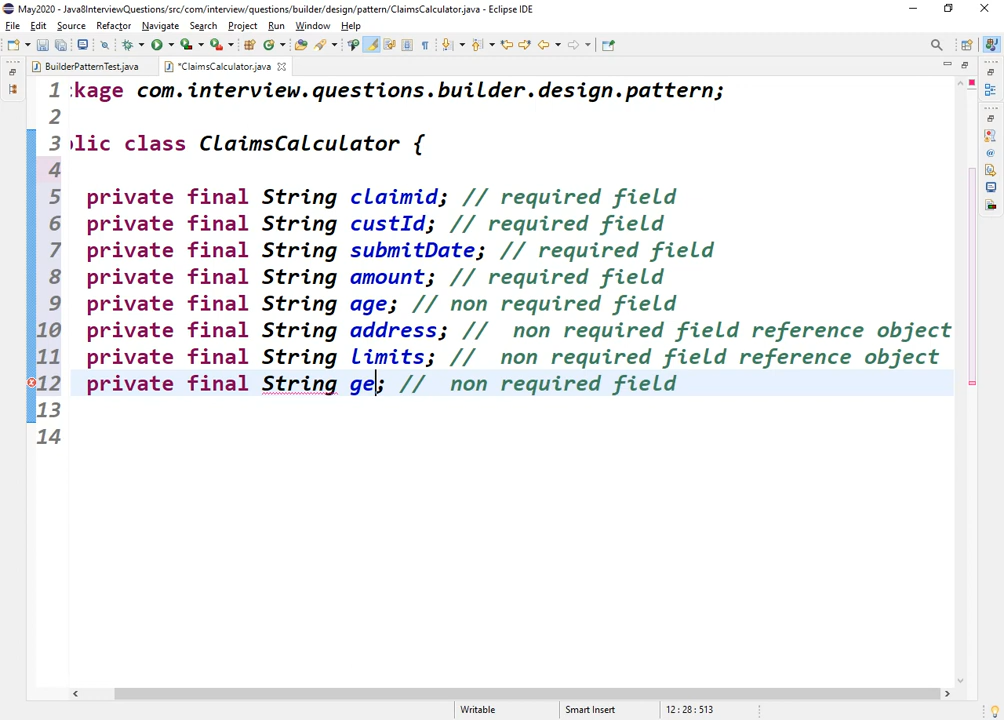 May2020 - Java8InterviewQuestions/src/com/interview/questions/builder/design/pattern/ClaimsCalculator.java - Eclipse IDE
File Edit Source Refactor Navigate Search Project Run Window Help
BuilderPatternTest.java *ClaimsCalculator.java
1 kage com.interview.questions.builder.design.pattern;
2
3 lic class ClaimsCalculator {
4
5 private final String claimid; // required field
6 private final String custId; // required field
7 private final String submitDate; // required field
8 private final String amount; // required field
9 private final String age; // non required field
10 private final String address; //  non required field reference object
11 private final String limits; //  non required field reference object
12 private final String ge; //  non required field
13
14
Writable Smart Insert 12 : 28 : 513